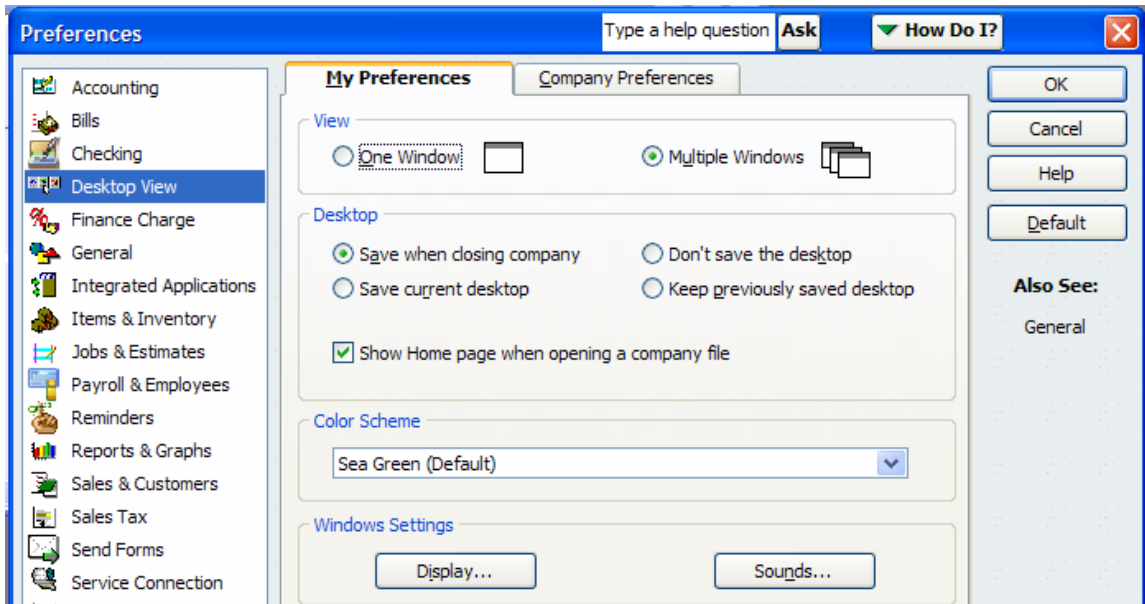 Preferences
Type a help question Ask
How Do I?
Accounting
Bills
Checking
Desktop View
Finance Charge
General
Integrated Applications
Items & Inventory
Jobs & Estimates
Payroll & Employees
Reminders
Reports & Graphs
Sales & Customers
Sales Tax
Send Forms
Service Connection
My Preferences
Company Preferences
View
One Window
Multiple Windows
Desktop
Save when closing company
Don't save the desktop
Save current desktop
Keep previously saved desktop
Show Home page when opening a company file
Color Scheme
Sea Green (Default)
Windows Settings
Display...
Sounds...
OK
Cancel
Help
Default
Also See:
General